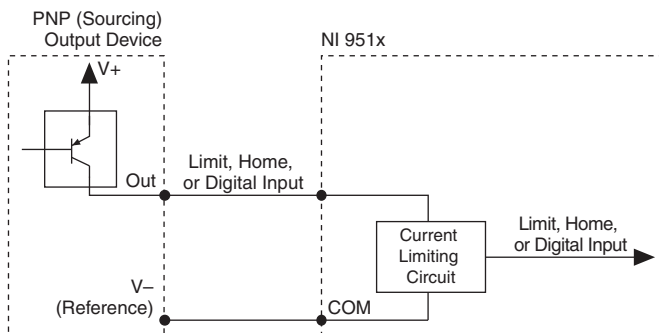 PNP (Sourcing)
Output Device
NI 951x
V+
Out
Limit, Home,
or Digital Input
Current
Limiting
Circuit
Limit, Home,
or Digital Input
V–
(Reference)
COM